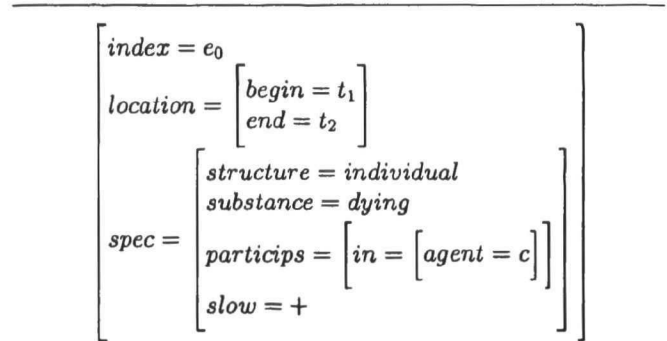 index = e₀
location = [begin = t₁
end = t₂]
spec = [structure = individual
substance = dying
particips = [in = [agent = c]]
slow = +]